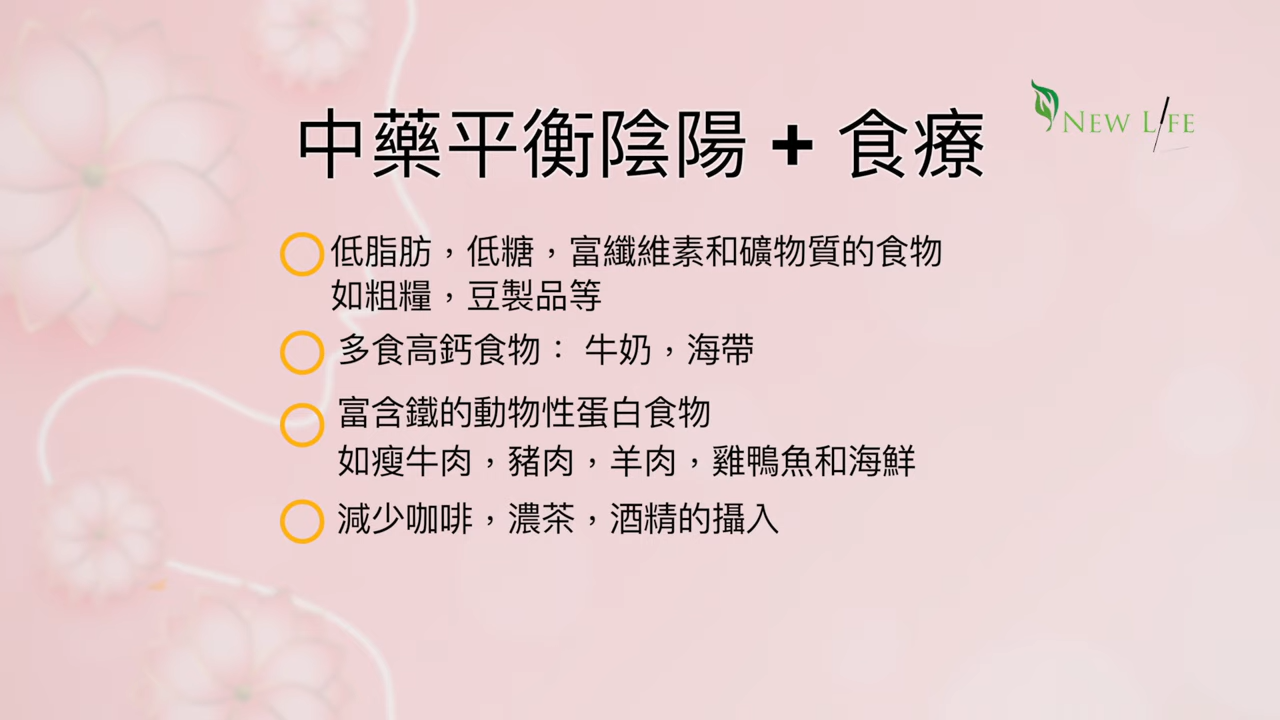 中藥平衡陰陽 + 食療
NEW LIFE
低脂肪，低糖，富纖維素和礦物質的食物
如粗糧，豆製品等
多食高鈣食物： 牛奶，海帶
富含鐵的動物性蛋白食物
如瘦牛肉，豬肉，羊肉，雞鴨魚和海鮮
減少咖啡，濃茶，酒精的攝入